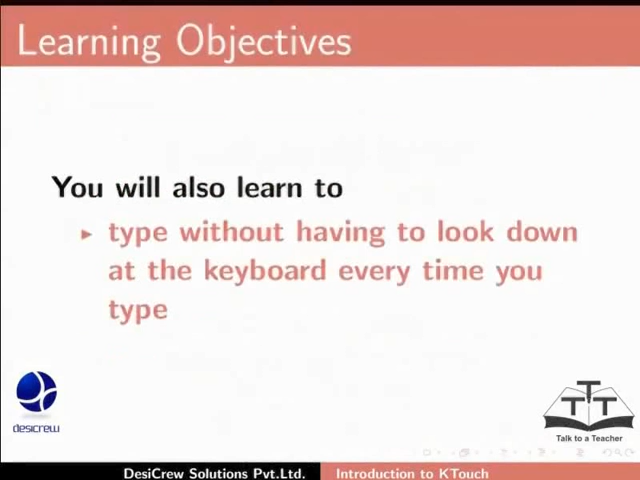 Learning Objectives
You will also learn to
type without having to look down
at the keyboard every time you
type
desicrew
TTT
Talk to a Teacher
DesiCrew Solutions Pvt.Ltd. Introduction to KTouch